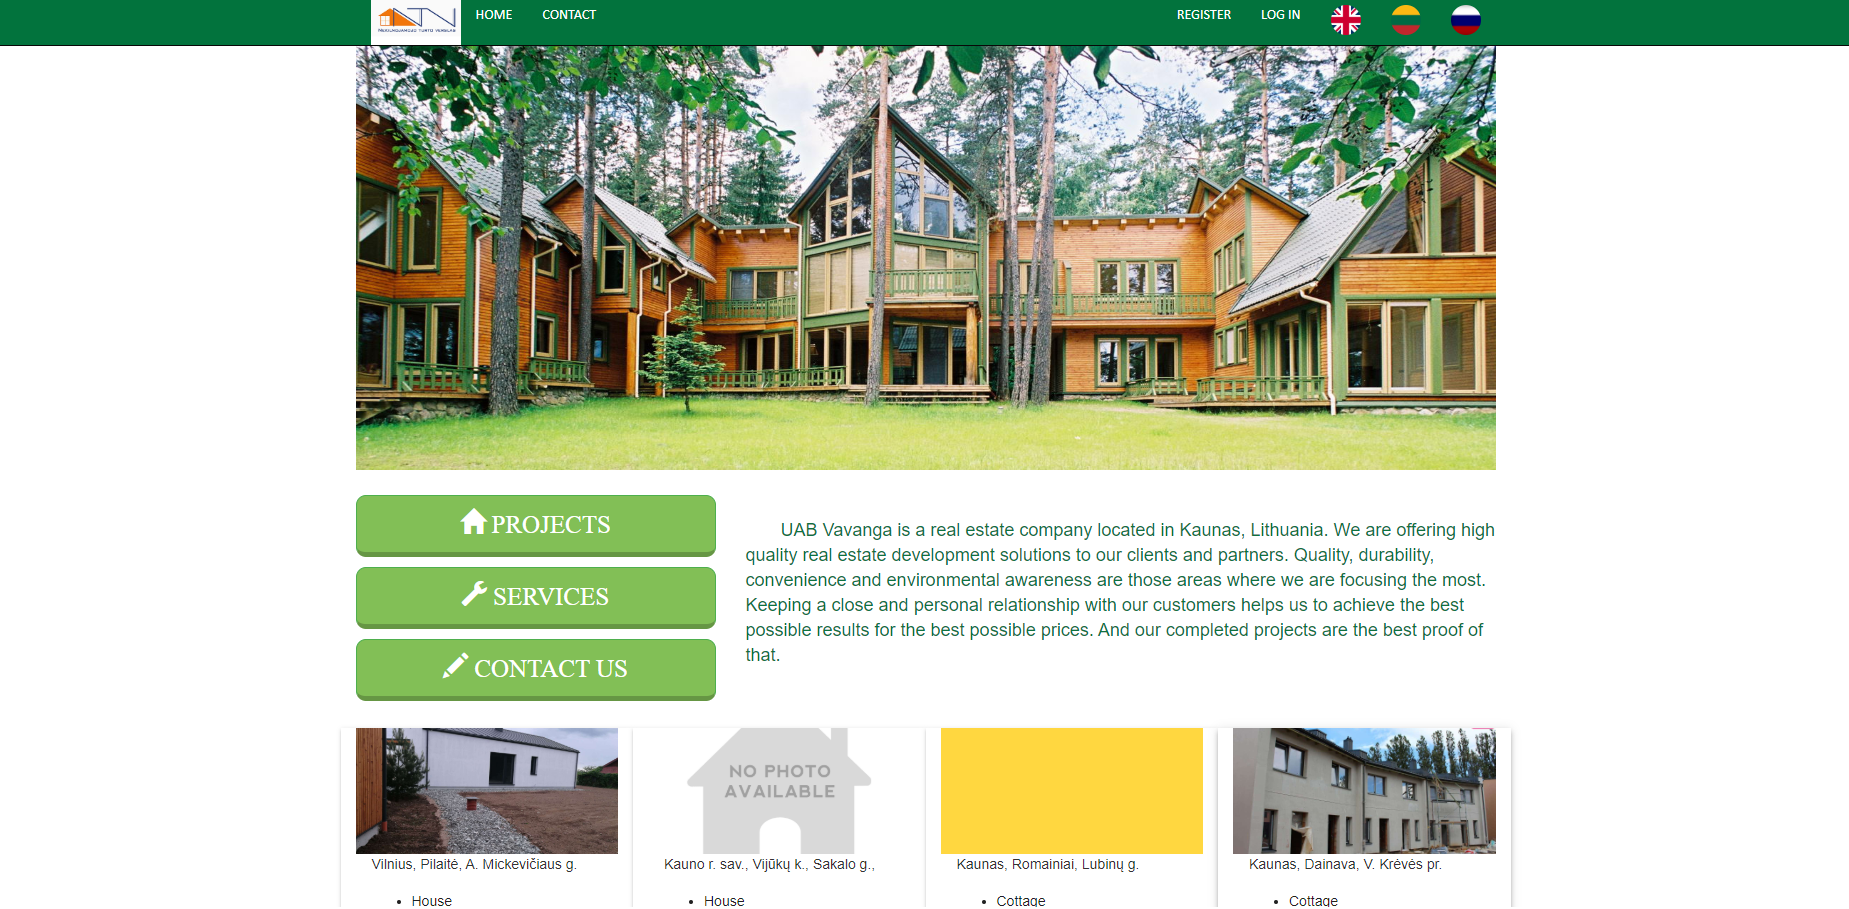 NEKILNOJAMOJO TURTO VERSLAS
HOME
CONTACT
REGISTER
LOG IN
PROJECTS
SERVICES
CONTACT US
UAB Vavanga is a real estate company located in Kaunas, Lithuania. We are offering high
quality real estate development solutions to our clients and partners. Quality, durability,
convenience and environmental awareness are those areas where we are focusing the most.
Keeping a close and personal relationship with our customers helps us to achieve the best
possible results for the best possible prices. And our completed projects are the best proof of
that.
NO PHOTO
AVAILABLE
Vilnius, Pilaitė, A. Mickevičiaus g.
• House
Kauno r. sav., Vijūkų k., Sakalo g.,
• House
Kaunas, Romainiai, Lubinų g.
• Cottage
Kaunas, Dainava, V. Krėvės pr.
• Cottage